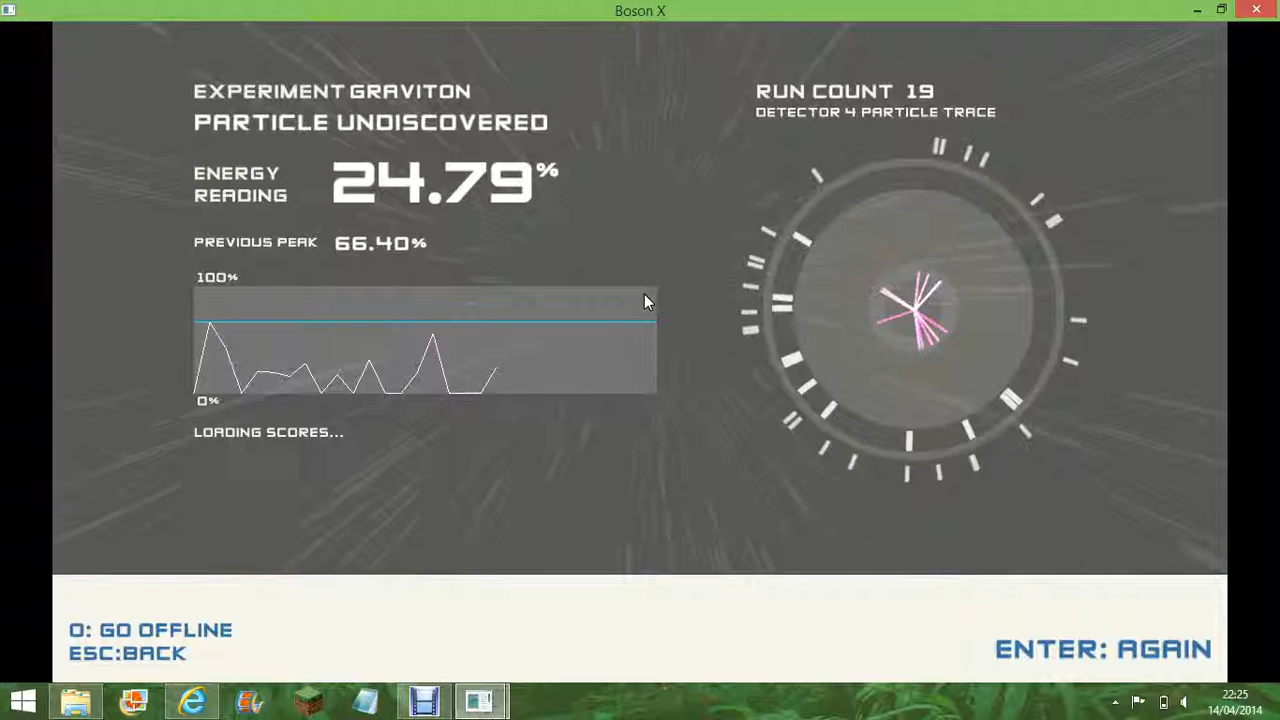 Boson X
EXPERIMENT GRAVITON
PARTICLE UNDISCOVERED
ENERGY READING 24.79%
PREVIOUS PEAK 66.40%
100%
0%
LOADING SCORES...
RUN COUNT 19
DETECTOR 4 PARTICLE TRACE
O: GO OFFLINE
ESC:BACK
ENTER: AGAIN
22:25
14/04/2014